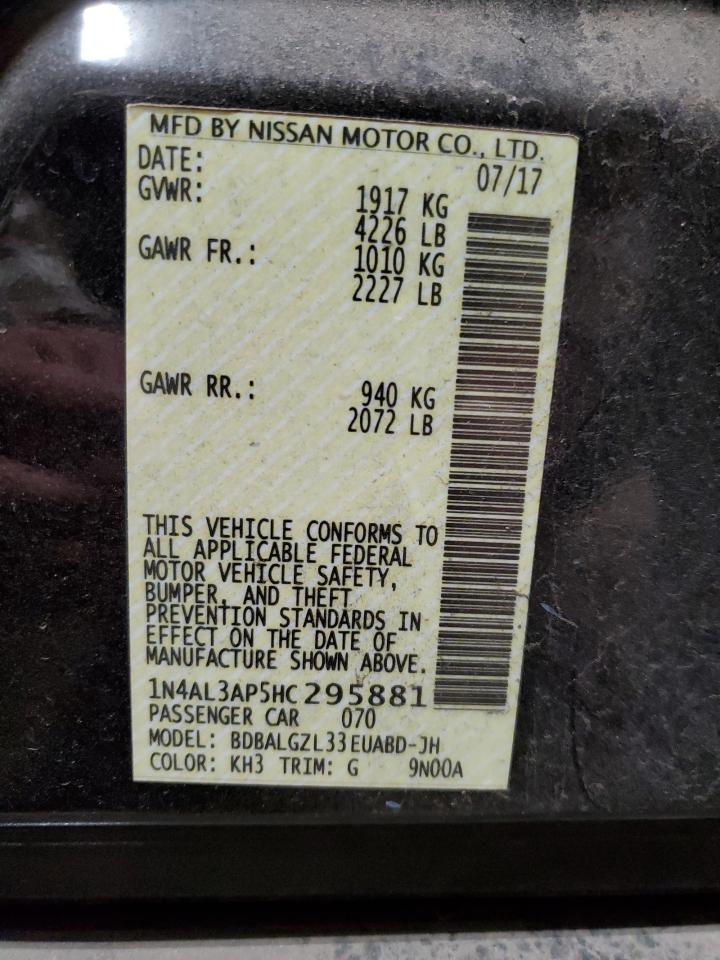 MFD BY NISSAN MOTOR CO., LTD.
DATE: 07/17
GVWR: 1917 KG
4226 LB
GAWR FR.: 1010 KG
2227 LB
GAWR RR.: 940 KG
2072 LB
THIS VEHICLE CONFORMS TO
ALL APPLICABLE FEDERAL
MOTOR VEHICLE SAFETY,
BUMPER, AND THEFT
PREVENTION STANDARDS IN
EFFECT ON THE DATE OF
MANUFACTURE SHOWN ABOVE.
1N4AL3AP5HC295881
PASSENGER CAR 070
MODEL: BDBALGZL33EUABD-JH
COLOR: KH3 TRIM: G 9N00A